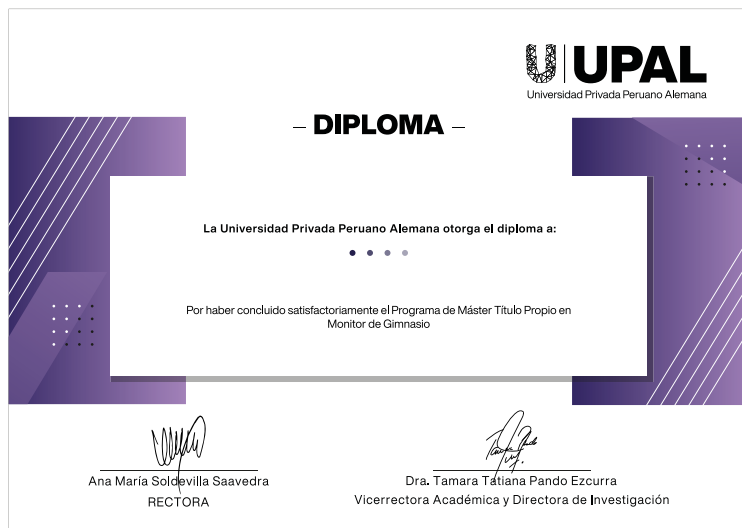 UPAL
Universidad Privada Peruano Alemana
– DIPLOMA –
La Universidad Privada Peruano Alemana otorga el diploma a:
Por haber concluido satisfactoriamente el Programa de Máster Título Propio en
Monitor de Gimnasio
Ana María Soldevilla Saavedra
RECTORA
Dra. Tamara Tatiana Pando Ezcurra
Vicerrectora Académica y Directora de Investigación